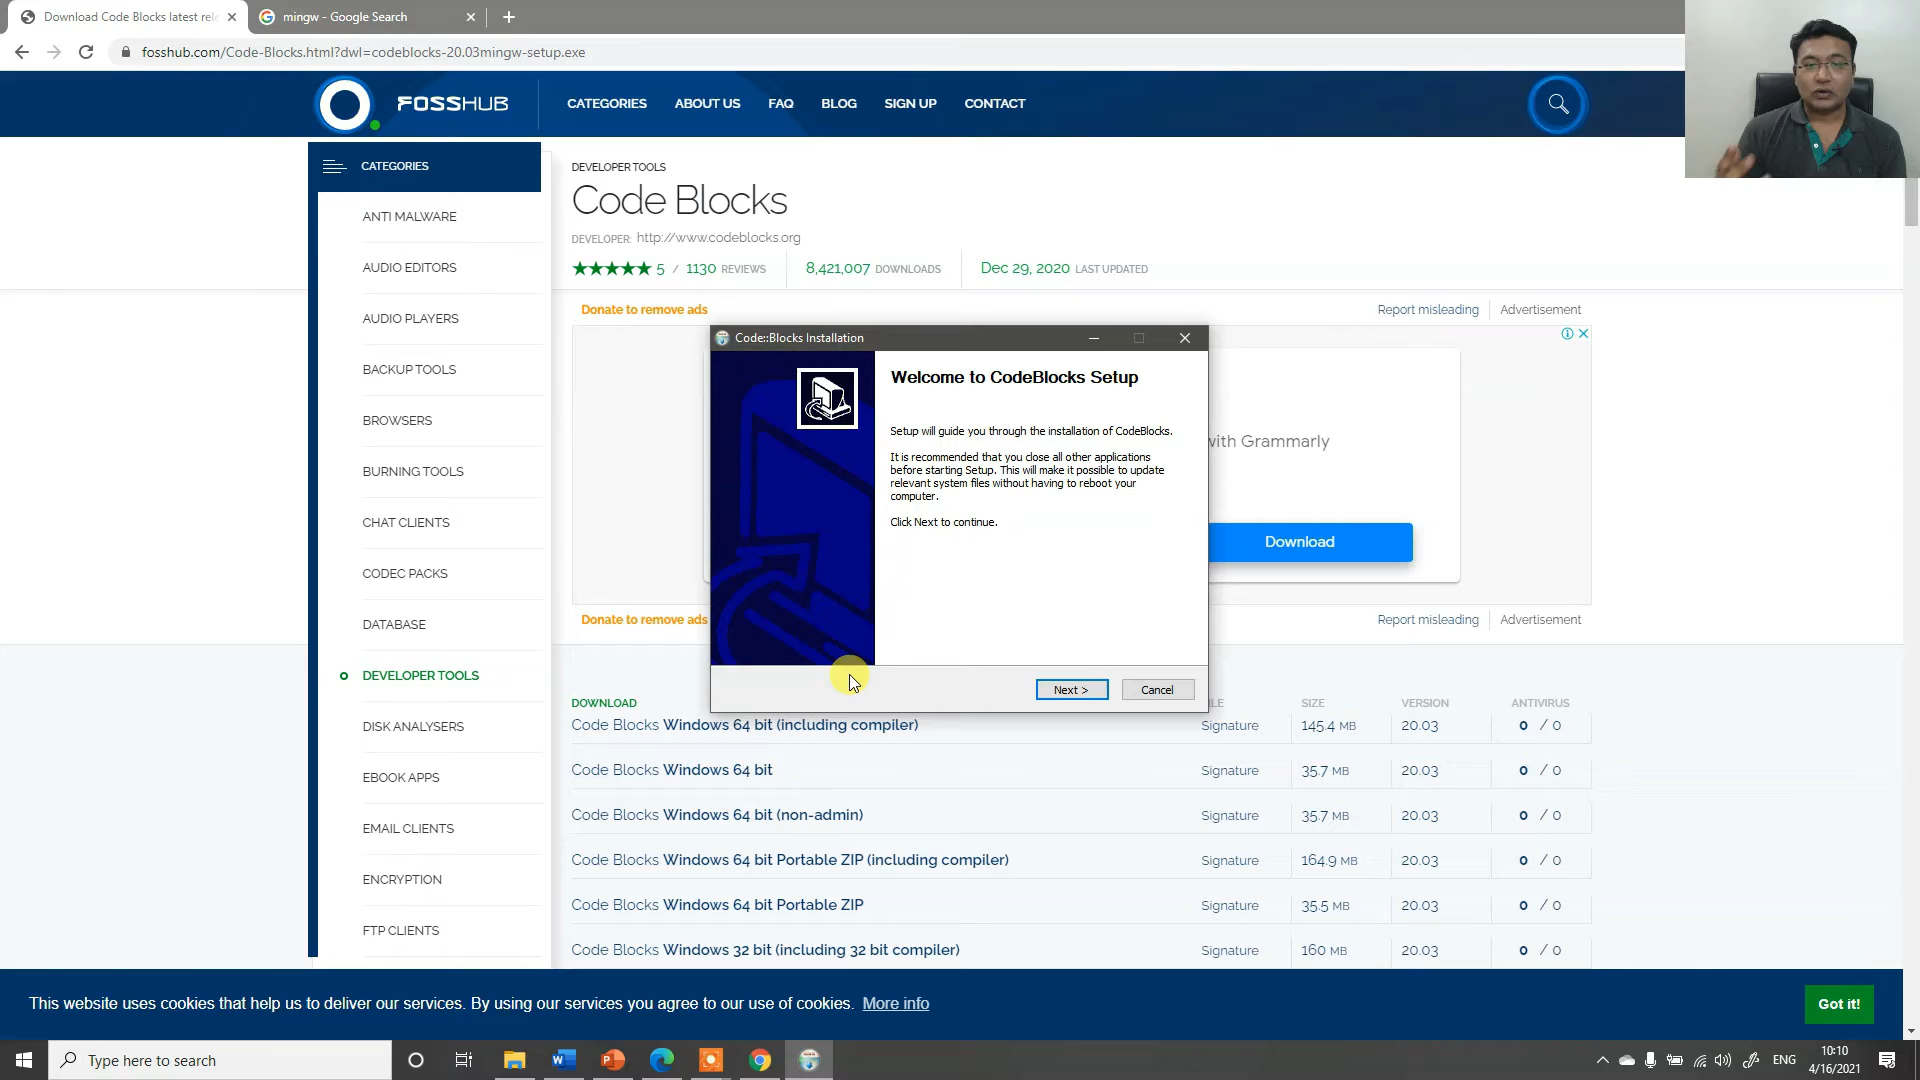 Download Code Blocks latest rele
mingw - Google Search
fosshub.com/Code-Blocks.html?dwl=codeblocks-20.03mingw-setup.exe
FOSSHUB
CATEGORIES
ABOUT US
FAQ
BLOG
SIGN UP
CONTACT
CATEGORIES
ANTI MALWARE
AUDIO EDITORS
AUDIO PLAYERS
BACKUP TOOLS
BROWSERS
BURNING TOOLS
CHAT CLIENTS
CODEC PACKS
DATABASE
DEVELOPER TOOLS
DISK ANALYSERS
EBOOK APPS
EMAIL CLIENTS
ENCRYPTION
FTP CLIENTS
DEVELOPER TOOLS
Code Blocks
DEVELOPER: http://www.codeblocks.org
5 / 1130 REVIEWS
8,421,007 DOWNLOADS
Dec 29, 2020 LAST UPDATED
Donate to remove ads
Report misleading
Advertisement
Code::Blocks Installation
Welcome to CodeBlocks Setup
Setup will guide you through the installation of CodeBlocks.
It is recommended that you close all other applications
before starting Setup. This will make it possible to update
relevant system files without having to reboot your
computer.
Click Next to continue.
Next >
Cancel
with Grammarly
Download
Donate to remove ads
Report misleading
Advertisement
DOWNLOAD
SIZE
VERSION
ANTIVIRUS
Code Blocks Windows 64 bit (including compiler) Signature 145.4 MB 20.03 0 / 0
Code Blocks Windows 64 bit Signature 35.7 MB 20.03 0 / 0
Code Blocks Windows 64 bit (non-admin) Signature 35.7 MB 20.03 0 / 0
Code Blocks Windows 64 bit Portable ZIP (including compiler) Signature 164.9 MB 20.03 0 / 0
Code Blocks Windows 64 bit Portable ZIP Signature 35.5 MB 20.03 0 / 0
Code Blocks Windows 32 bit (including 32 bit compiler) Signature 160 MB 20.03 0 / 0
This website uses cookies that help us to deliver our services. By using our services you agree to our use of cookies. More info
Got it!
Type here to search
ENG
10:10
4/16/2021